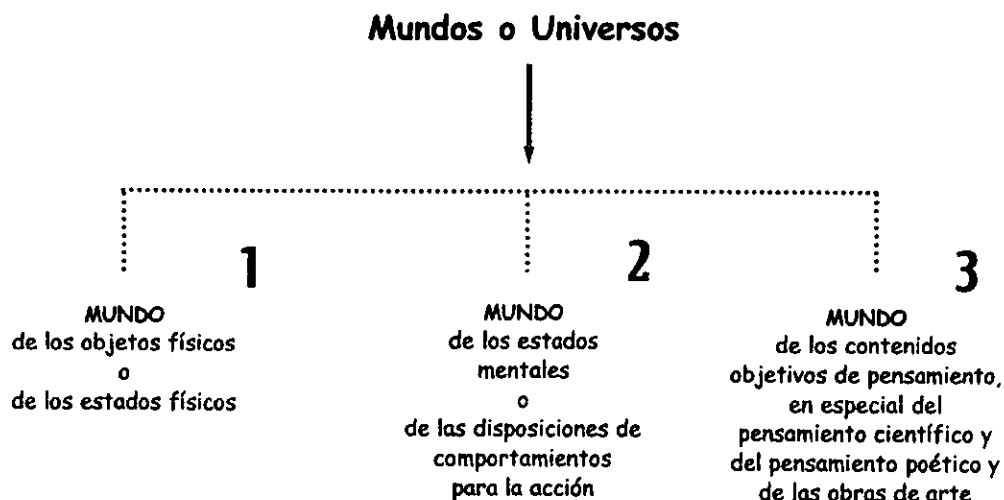 Mundos o Universos
1
MUNDO
de los objetos físicos
o
de los estados físicos
2
MUNDO
de los estados
mentales
o
de las disposiciones de
comportamientos
para la acción
3
MUNDO
de los contenidos
objetivos de pensamiento,
en especial del
pensamiento científico y
del pensamiento poético y
de las obras de arte